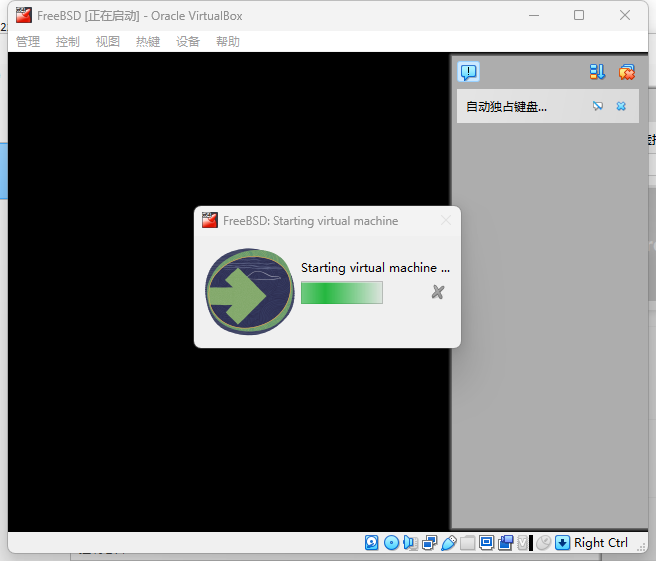 FreeBSD [正在启动] - Oracle VirtualBox
管理 控制 视图 热键 设备 帮助
自动独占键盘...
FreeBSD: Starting virtual machine
Starting virtual machine ...
Right Ctrl